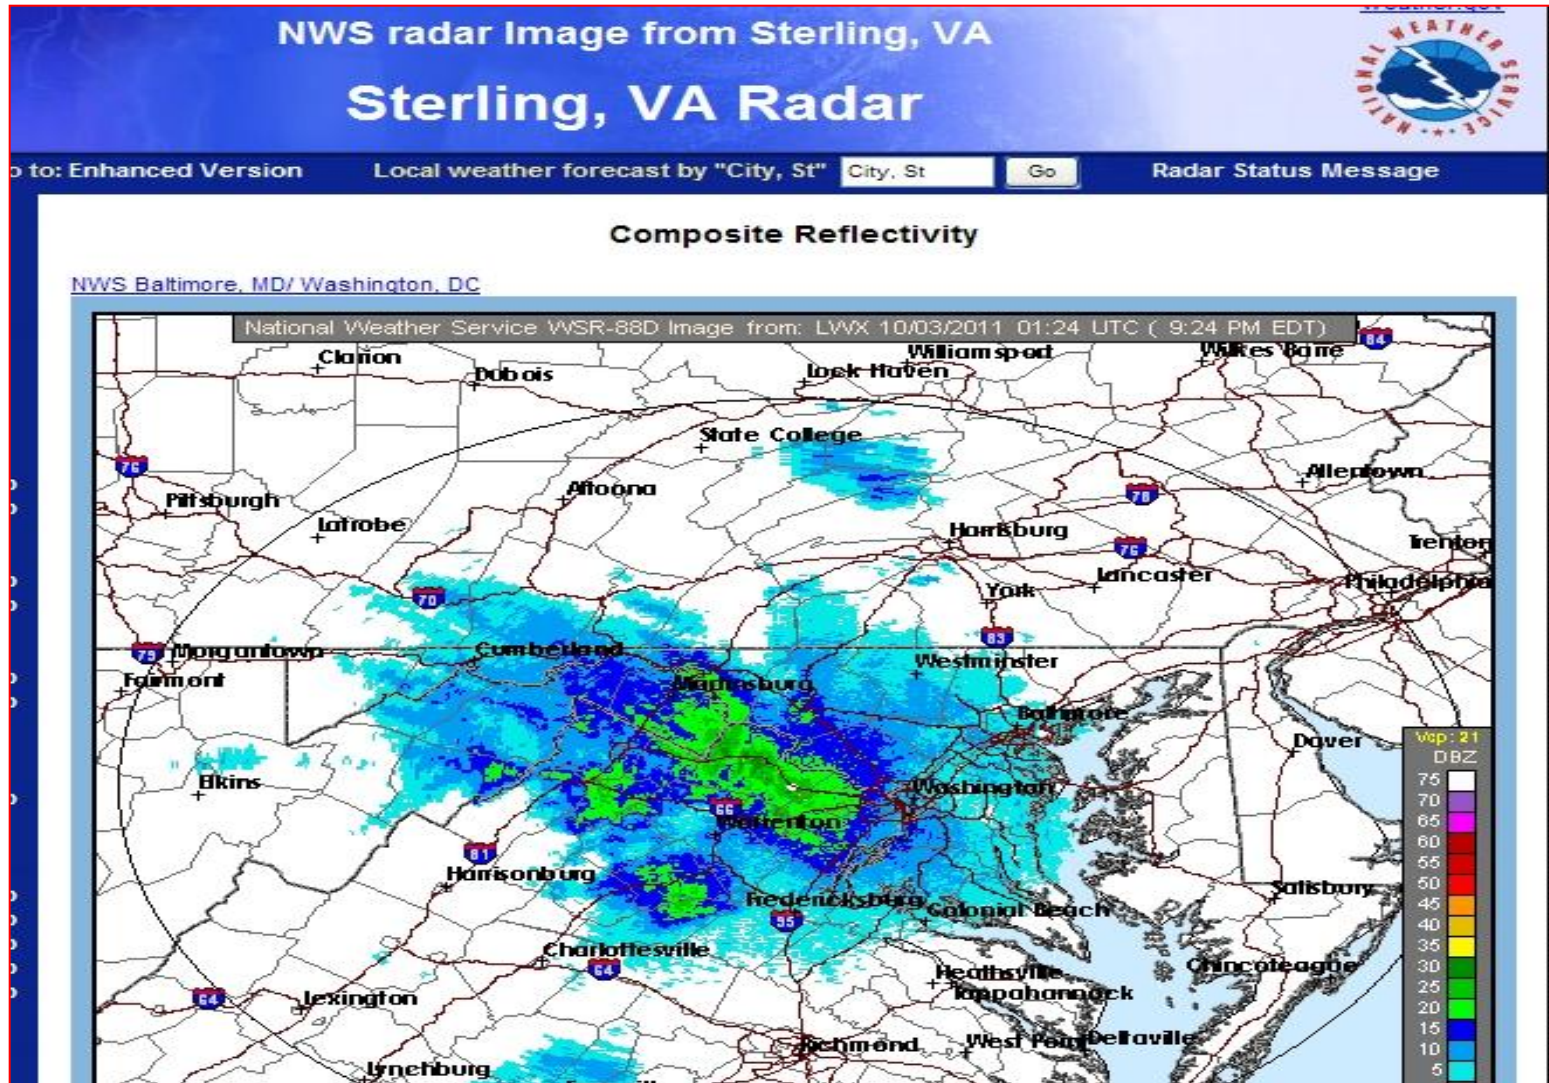 NWS radar Image from Sterling, VA
Sterling, VA Radar
NATIONAL WEATHER SERVICE
to: Enhanced Version
Local weather forecast by "City, St"
City, St
Go
Radar Status Message
Composite Reflectivity
NWS Baltimore, MD/ Washington, DC
National Weather Service WSR-88D Image from: LWX 10/03/2011 01:24 UTC ( 9:24 PM EDT)
84
Clarion
Williamsport
Wilkes Barre
Dubois
Lock Haven
State College
76
Allentown
Pittsburgh
Altoona
78
Latrobe
Harrisburg
76
Trenton
70
York
Lancaster
Philadelphia
79
Morgantown
Cumberland
83
Westminster
Fairmont
Martinsburg
Baltimore
Dover
Vcp: 21
DBZ
75
70
65
60
55
50
45
40
35
30
25
20
15
10
5
Elkins
Washington
66
Warrenton
81
Harrisonburg
Fredericksburg
95
Colonial Beach
Salisbury
Charlottesville
64
Heathsville
Chincoteague
64
Lexington
Tappahannock
Richmond
West Point
Deltaville
Lynchburg